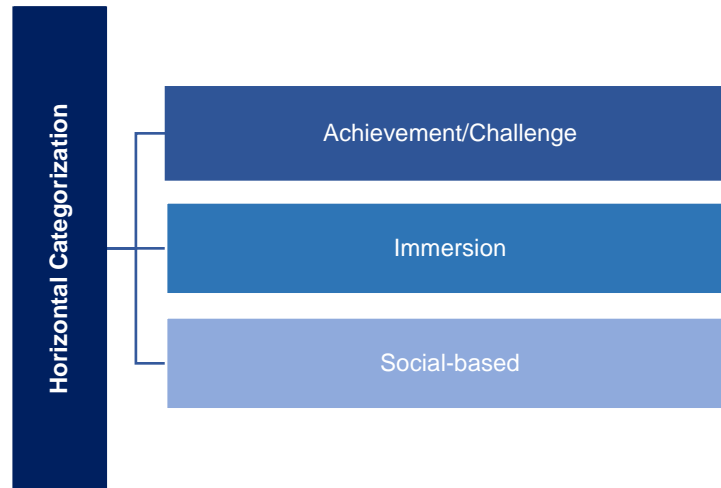 Horizontal Categorization
Achievement/Challenge
Immersion
Social-based